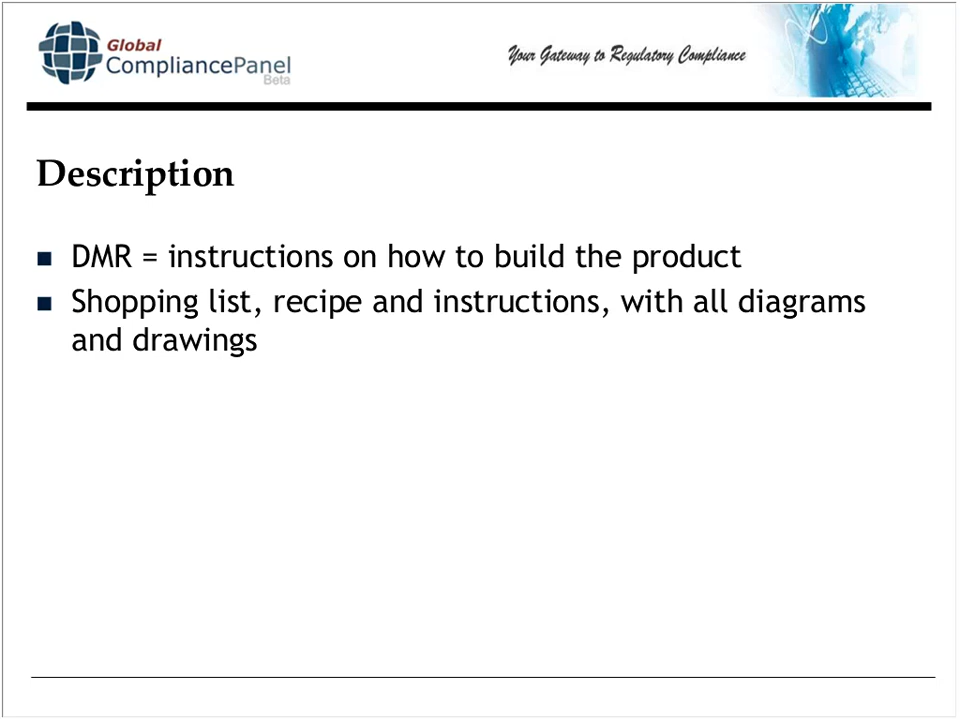 Global
CompliancePanel
Beta
Your Gateway to Regulatory Compliance
Description
DMR = instructions on how to build the product
Shopping list, recipe and instructions, with all diagrams
and drawings